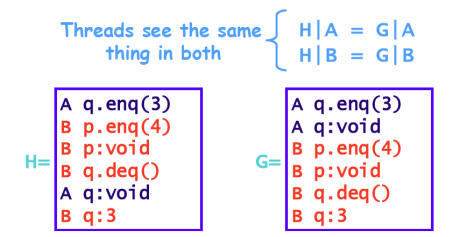 Threads see the same
thing in both
H|A = G|A
H|B = G|B
H=
A q.enq(3)
B p.enq(4)
B p:void
B q.deq()
A q:void
B q:3
G=
A q.enq(3)
A q:void
B p.enq(4)
B p:void
B q.deq()
B q:3